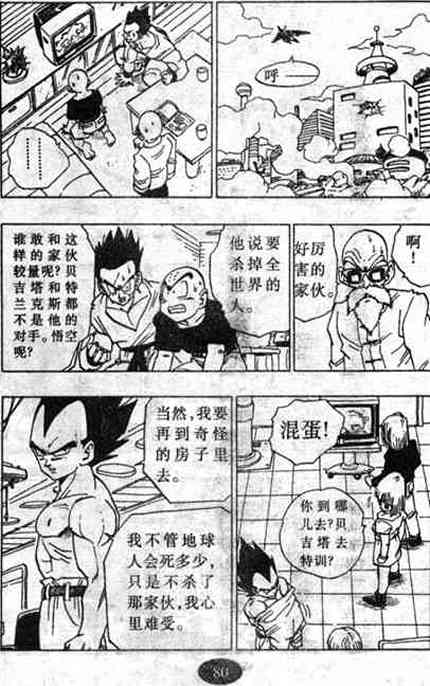 呼——
…………
啊!
好厉
害的
家伙。
他说要
杀掉全
世界的
人。
谁敢和这
样的家伙
较量呢?贝
吉塔和特
兰克斯都
不是他的
对手。悟空
呢?
混蛋!
你到哪
儿去?贝
吉塔去
特训?
当然,我要
再到奇怪
的房子里
去。
我不管地球
人会死多少,
只是不杀了
那家伙,我心
里难受。
80